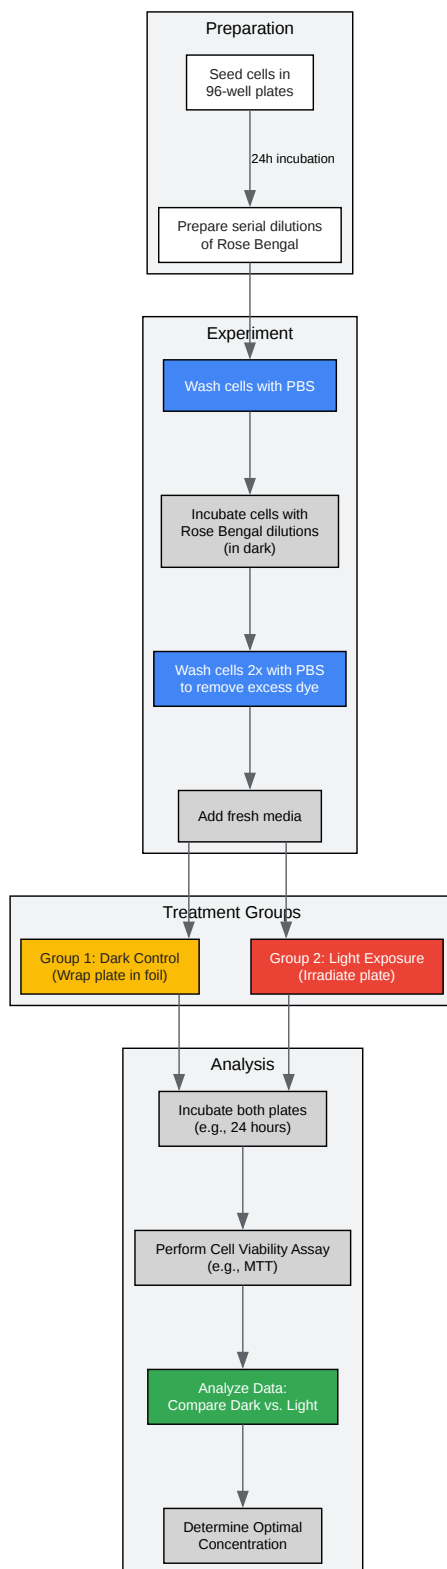 Preparation
Seed cells in
96-well plates
24h incubation
Prepare serial dilutions
of Rose Bengal
Experiment
Wash cells with PBS
Incubate cells with
Rose Bengal dilutions
(in dark)
Wash cells 2x with PBS
to remove excess dye
Add fresh media
Treatment Groups
Group 1: Dark Control
(Wrap plate in foil)
Group 2: Light Exposure
(Irradiate plate)
Analysis
Incubate both plates
(e.g., 24 hours)
Perform Cell Viability Assay
(e.g., MTT)
Analyze Data:
Compare Dark vs. Light
Determine Optimal
Concentration